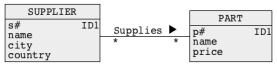 SUPPLIER
s# ID1
name
city
country
Supplies ▶
* *
PART
p# ID1
name
price